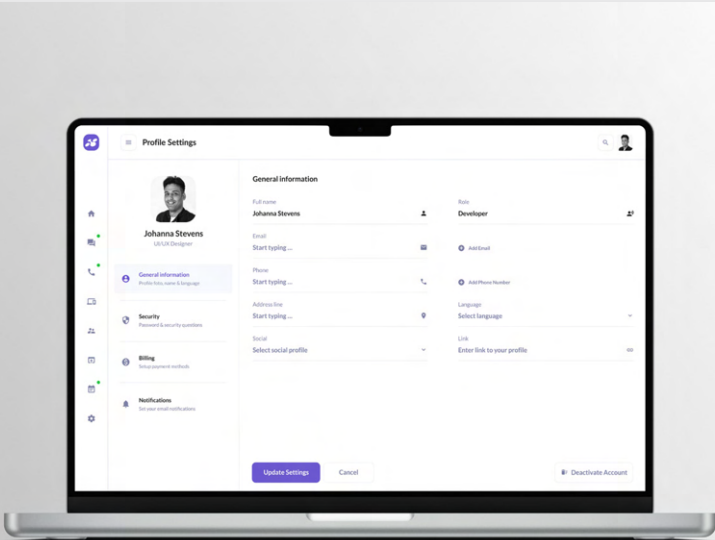 Profile Settings
Johanna Stevens
UI/UX Designer
General information
Profile foto, name & language
Security
Password & security questions
Billing
Setup payment methods
Notifications
Set your email notifications
General information
Full name
Johanna Stevens
Role
Developer
Email
Start typing ...
Add Email
Phone
Start typing ...
Add Phone Number
Address line
Start typing ...
Language
Select language
Social
Select social profile
Link
Enter link to your profile
Update Settings
Cancel
Deactivate Account